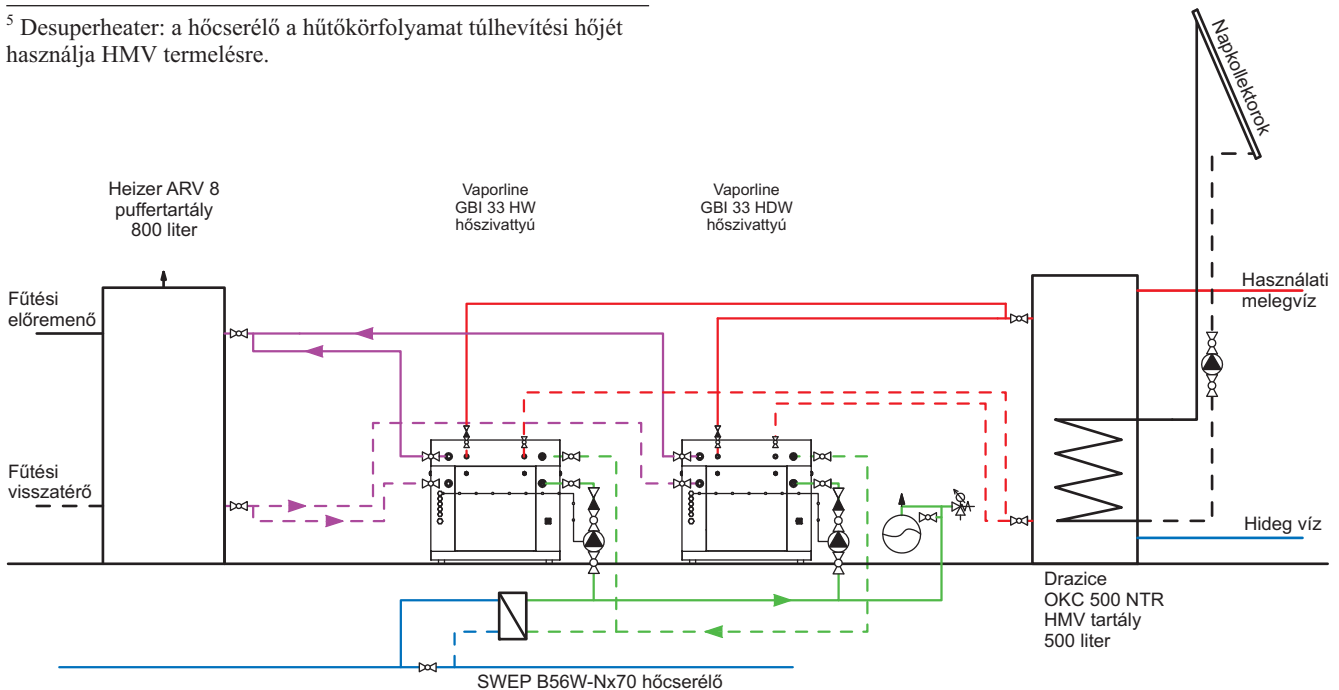 ⁵ Desuperheater: a hőcserélő a hűtőkörfolyamat túlhevítési hőjét
használja HMV termelésre.
Napkollektorok
Heizer ARV 8
puffertartály
800 liter
Vaporline
GBI 33 HW
hőszivattyú
Vaporline
GBI 33 HDW
hőszivattyú
Fűtési
előremenő
Használati
melegvíz
Fűtési
visszatérő
Hideg víz
Drazice
OKC 500 NTR
HMV tartály
500 liter
SWEP B56W-Nx70 hőcserélő